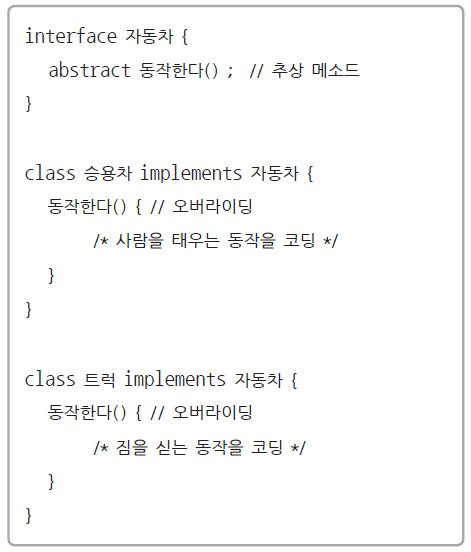 interface 자동차 {
abstract 동작한다() ; // 추상 메소드
}
class 승용차 implements 자동차 {
동작한다() { // 오버라이딩
/* 사람을 태우는 동작을 코딩 */
}
}
class 트럭 implements 자동차 {
동작한다() { // 오버라이딩
/* 짐을 싣는 동작을 코딩 */
}
}